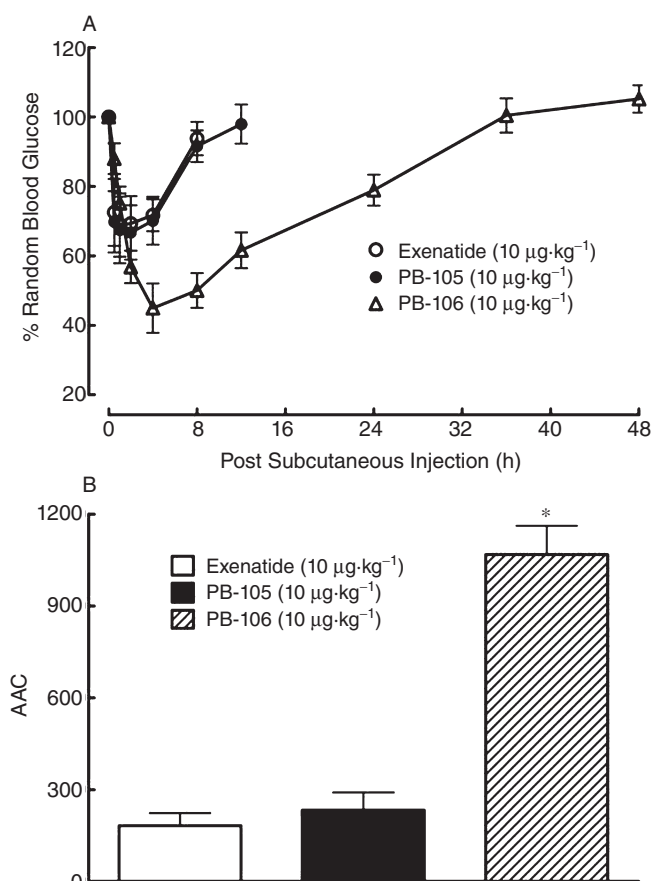 A
120
100
80
60
40
20
% Random Blood Glucose
Exenatide (10 µg·kg⁻¹)
PB-105 (10 µg·kg⁻¹)
PB-106 (10 µg·kg⁻¹)
0 8 16 24 32 40 48
Post Subcutaneous Injection (h)
B
1200
900
600
300
0
AAC
*
Exenatide (10 µg·kg⁻¹)
PB-105 (10 µg·kg⁻¹)
PB-106 (10 µg·kg⁻¹)